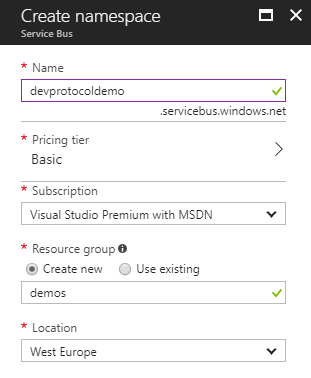 Create namespace
Service Bus
* Name
devprotocoldemo
.servicebus.windows.net
* Pricing tier
Basic
* Subscription
Visual Studio Premium with MSDN
* Resource group
Create new Use existing
demos
* Location
West Europe